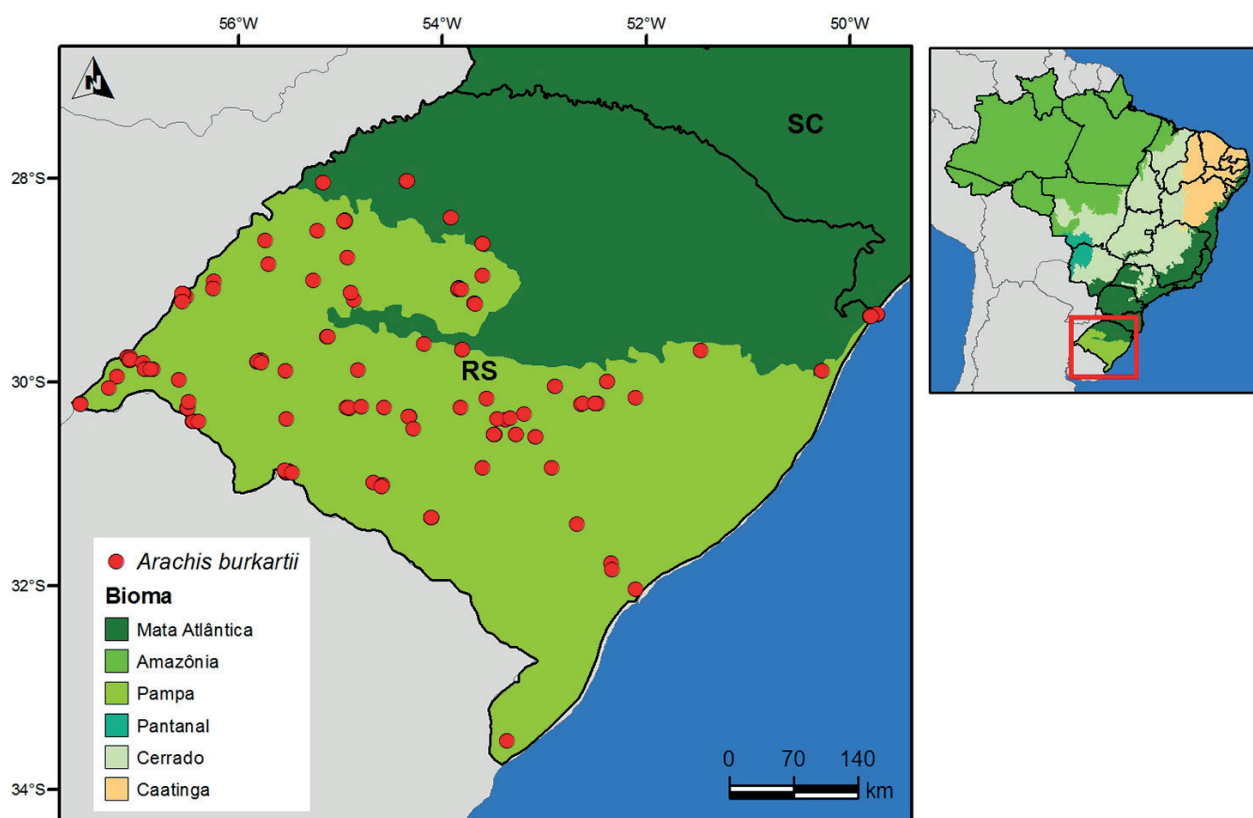 56°W 54°W 52°W 50°W
N
SC
28°S
RS
30°S
32°S
34°S
Arachis burkartii
Bioma
Mata Atlântica
Amazônia
Pampa
Pantanal
Cerrado
Caatinga
0 70 140
km